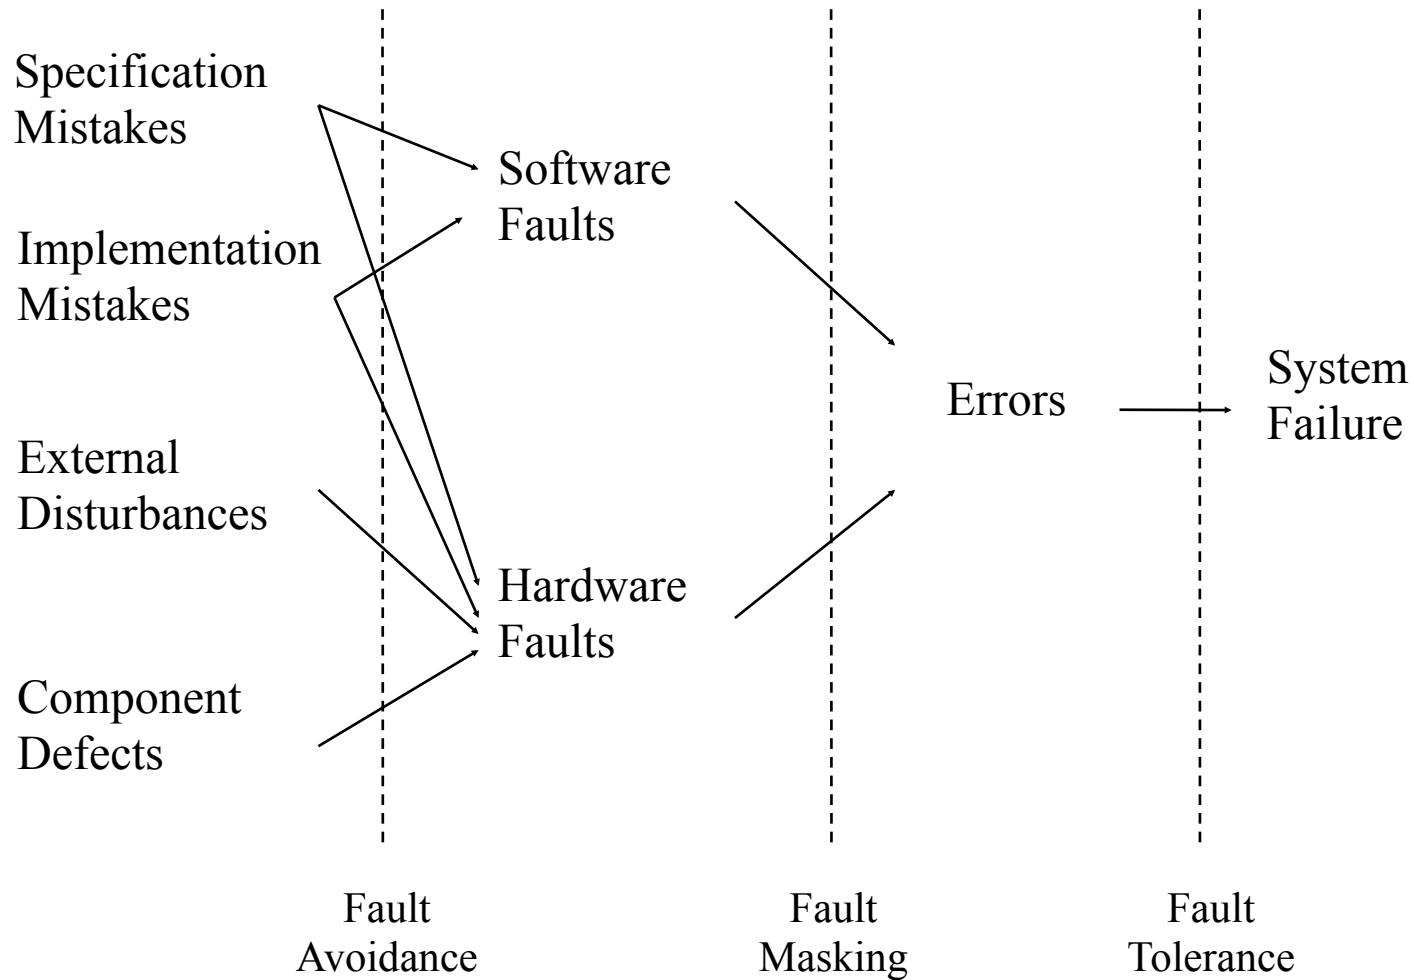 Specification
Mistakes
Software
Faults
Implementation
Mistakes
Errors
System
Failure
External
Disturbances
Hardware
Faults
Component
Defects
Fault
Avoidance
Fault
Masking
Fault
Tolerance